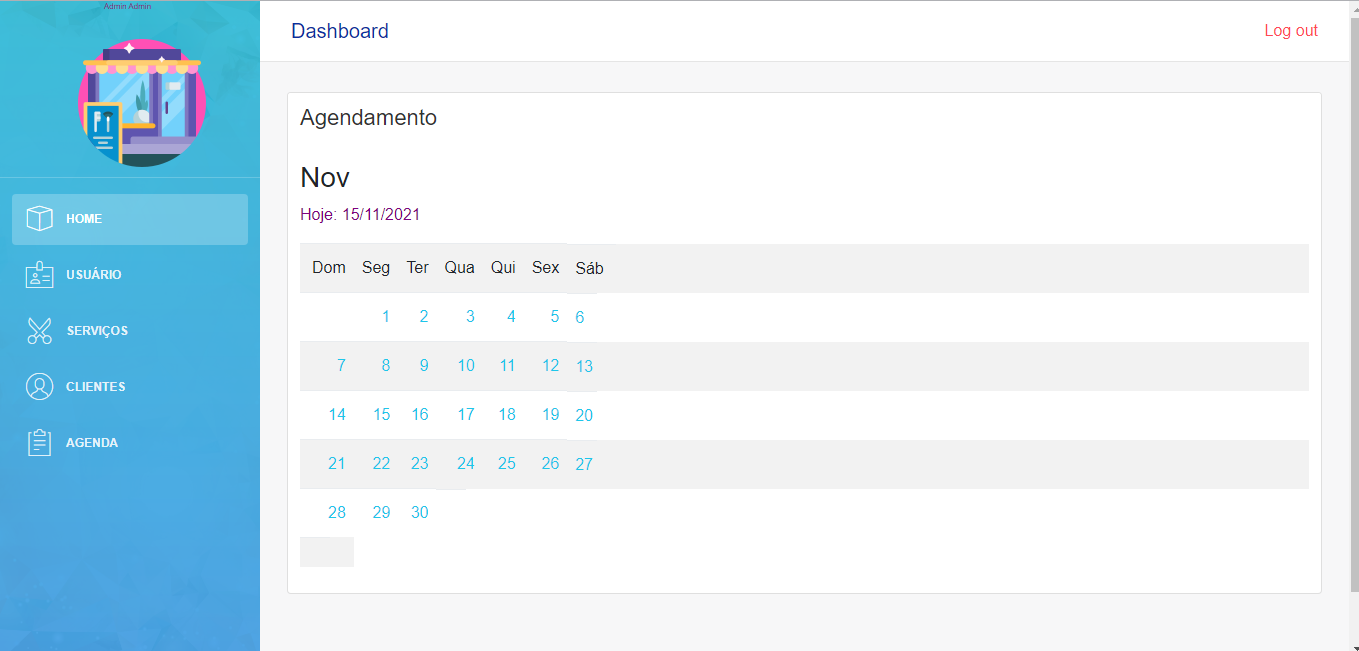 Admin Admin
Dashboard
Log out
HOME
USUÁRIO
SERVIÇOS
CLIENTES
AGENDA
Agendamento
Nov
Hoje: 15/11/2021
Dom Seg Ter Qua Qui Sex Sáb
1 2 3 4 5 6
7 8 9 10 11 12 13
14 15 16 17 18 19 20
21 22 23 24 25 26 27
28 29 30